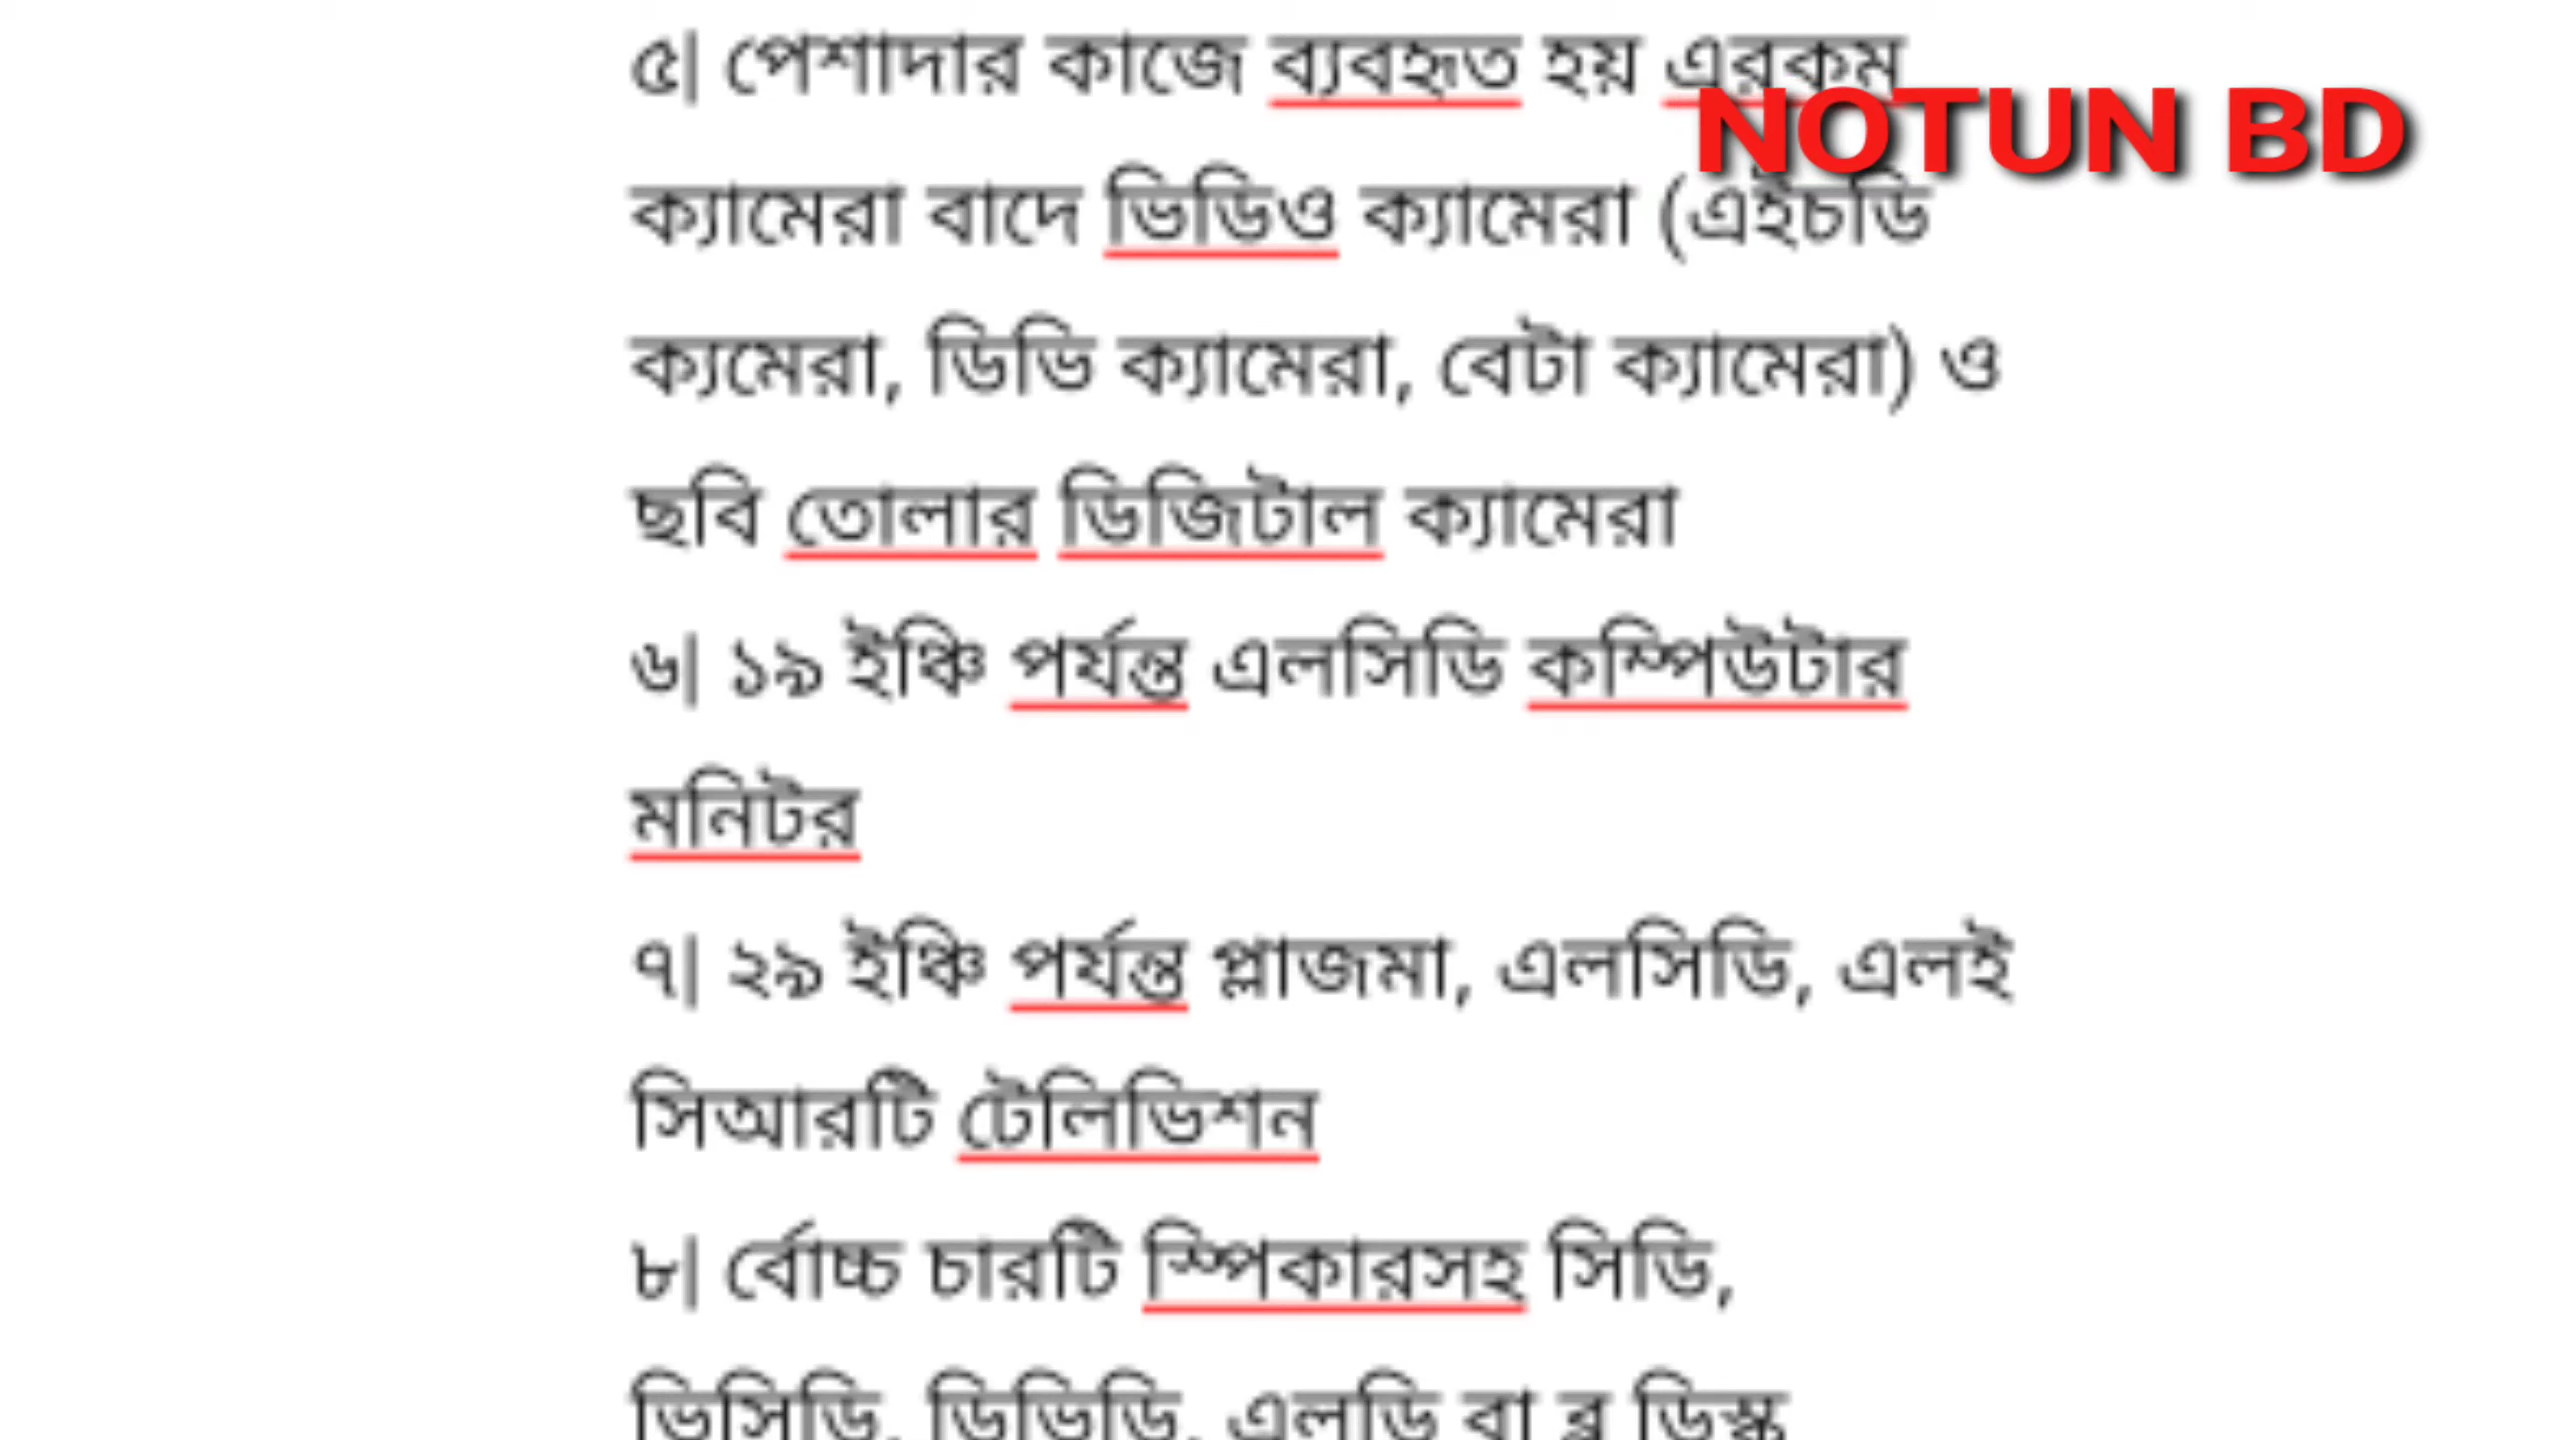 ৫| পেশাদার কাজে ব্যবহৃত হয় এরকম
NOTUN BD
ক্যামেরা বাদে ভিডিও ক্যামেরা (এইচডি
ক্যমেরা, ডিভি ক্যামেরা, বেটা ক্যামেরা) ও
ছবি তোলার ডিজিটাল ক্যামেরা
৬| ১৯ ইঞ্চি পর্যন্ত এলসিডি কম্পিউটার
মনিটর
৭| ২৯ ইঞ্চি পর্যন্ত প্লাজমা, এলসিডি, এলই
সিআরটি টেলিভিশন
৮| র্বোচ্চ চারটি স্পিকারসহ সিডি,
ভিসিডি, ডিভিডি, এলডি বা ব্লু ডিস্ক